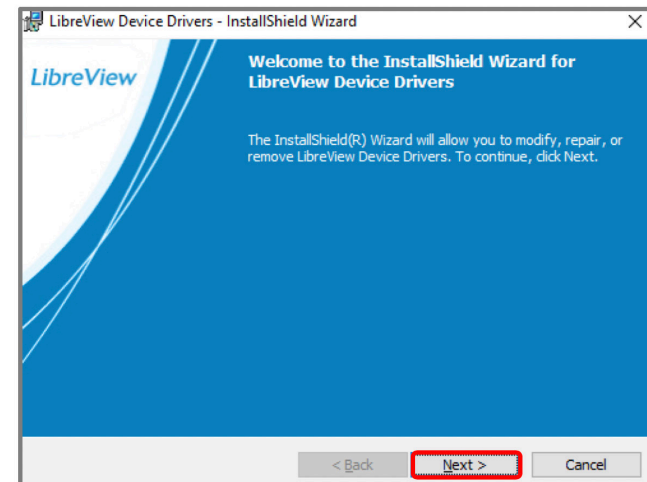 LibreView Device Drivers - InstallShield Wizard
LibreView
Welcome to the InstallShield Wizard for
LibreView Device Drivers
The InstallShield(R) Wizard will allow you to modify, repair, or
remove LibreView Device Drivers. To continue, click Next.
< Back
Next >
Cancel